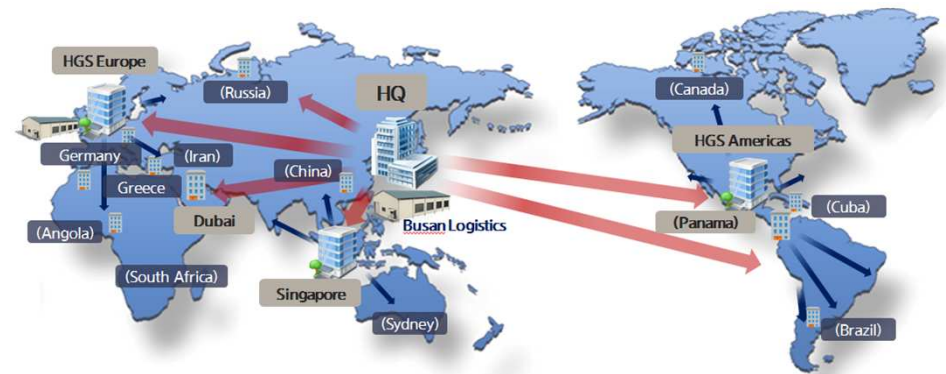 HGS Europe
(Russia)
HQ
(Canada)
HGS Americas
Germany
(Iran)
(China)
Greece
Dubai
(Angola)
Busan Logistics
(Panama)
(Cuba)
(South Africa)
Singapore
(Sydney)
(Brazil)